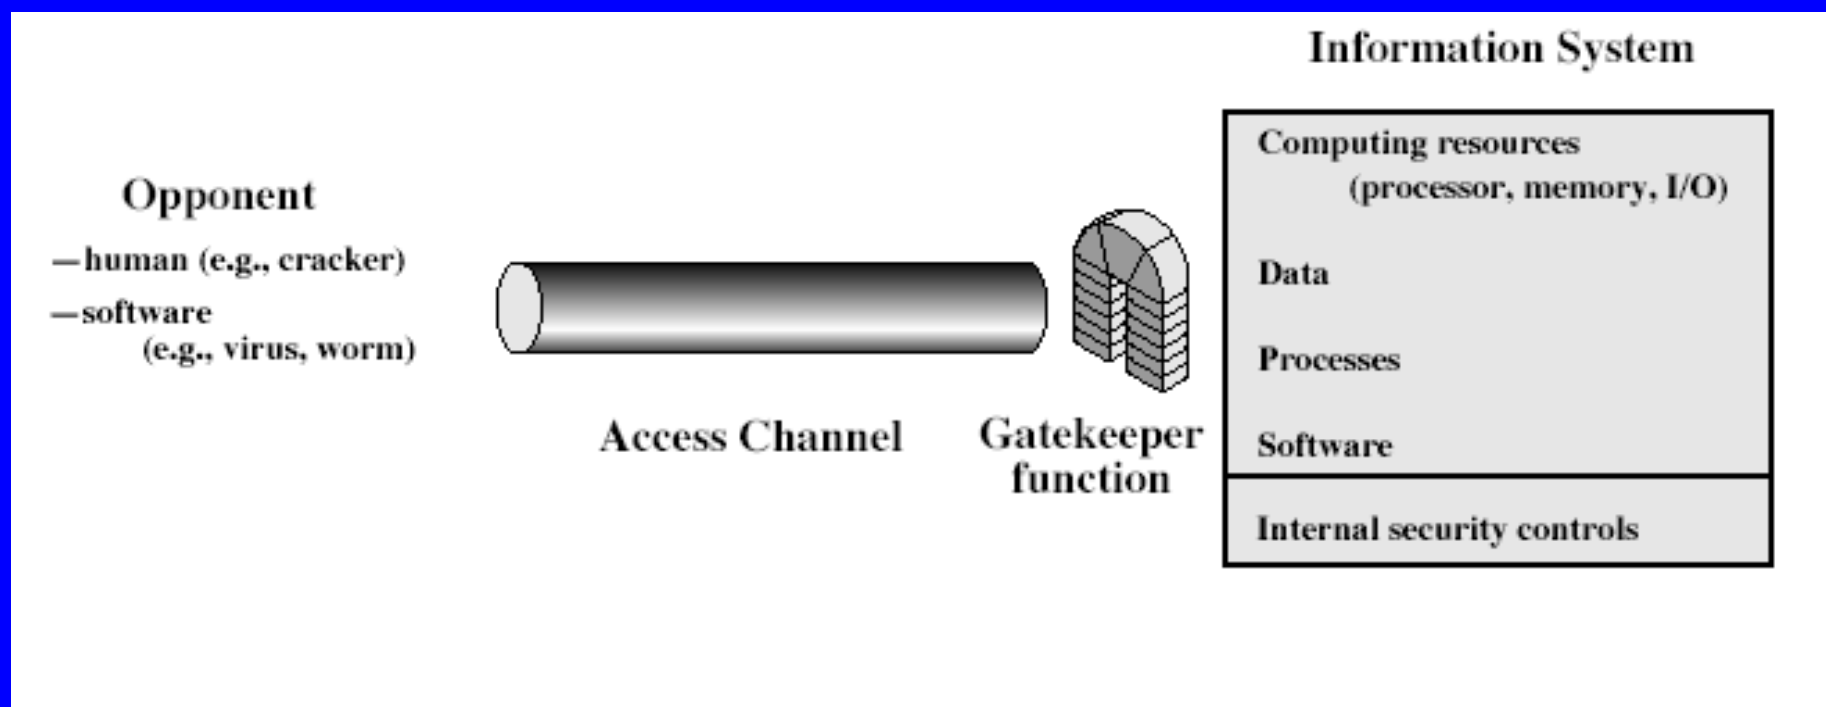 Information System
Opponent
—human (e.g., cracker)
—software
(e.g., virus, worm)
Access Channel
Gatekeeper
function
Computing resources
(processor, memory, I/O)
Data
Processes
Software
Internal security controls